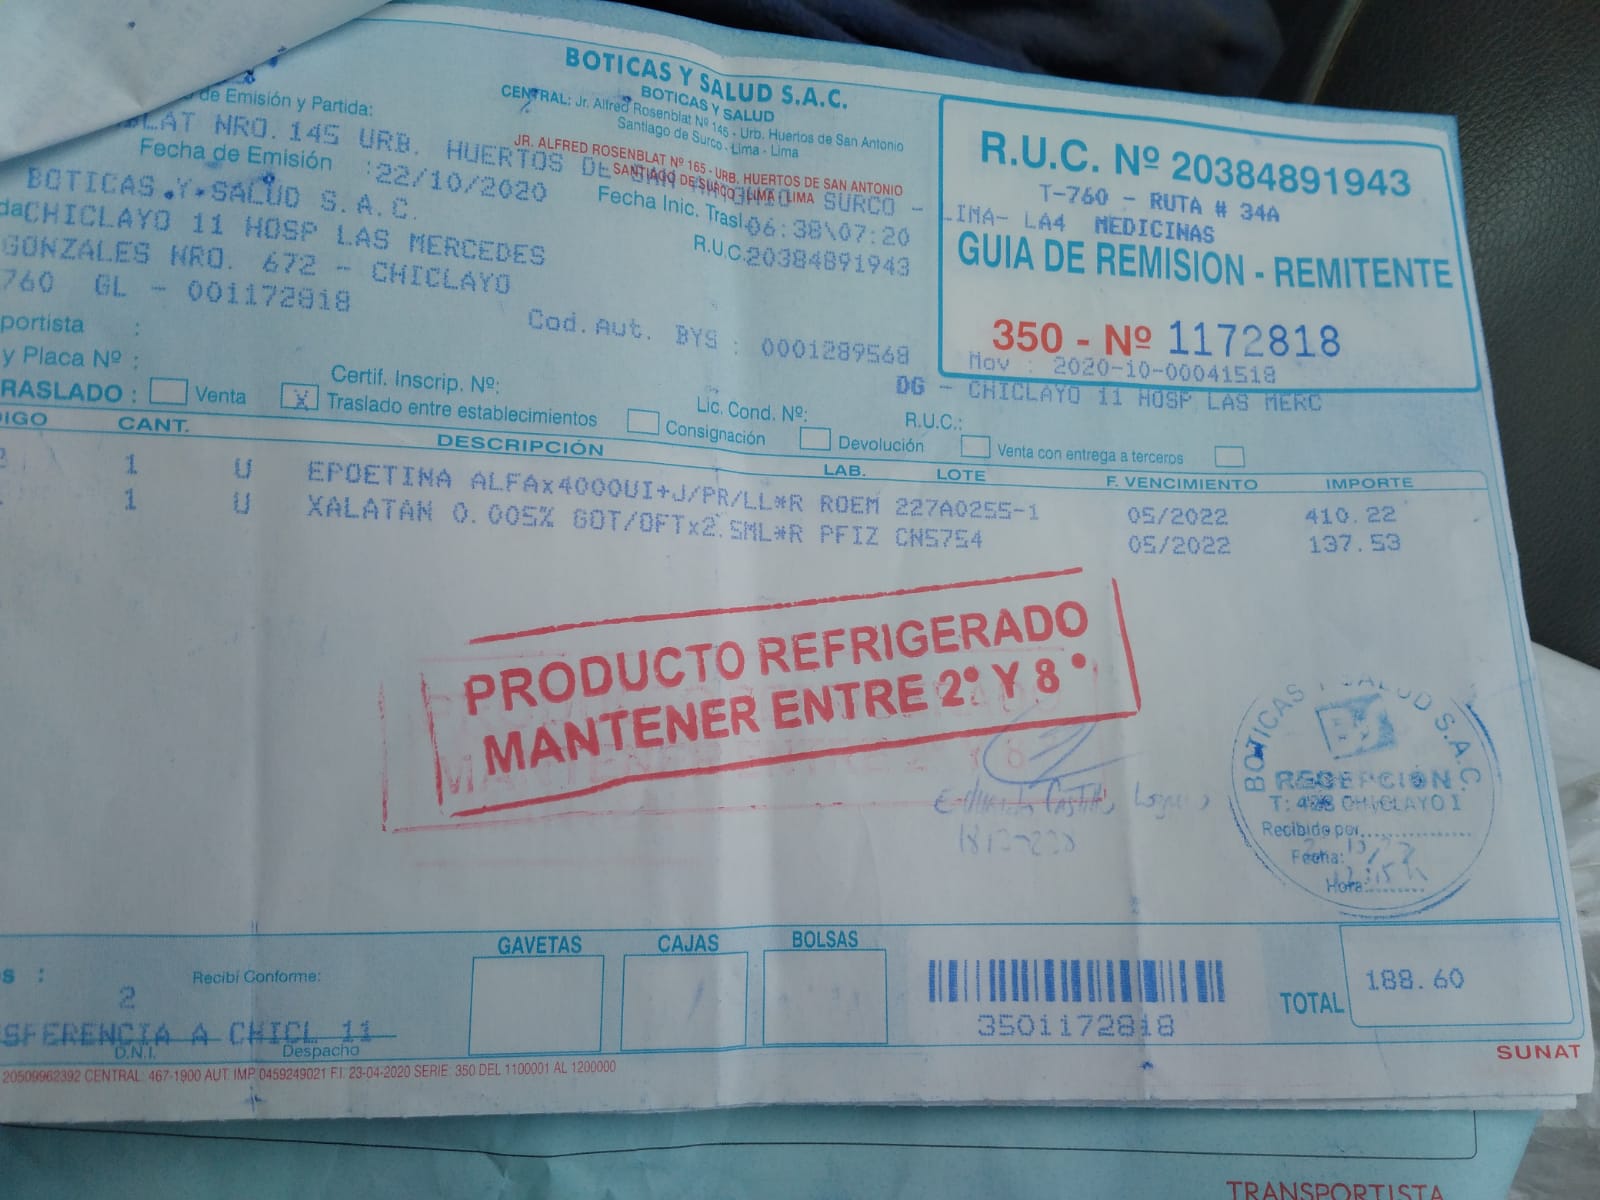 BOTICAS Y SALUD S.A.C.
BOTICAS Y SALUD
CENTRAL: Jr. Alfred Rosenblat Nº 145 - Urb. Huertos de San Antonio
Santiago de Surco - Lima - Lima
JR. ALFRED ROSENBLAT Nº 165 - URB. HUERTOS DE SAN ANTONIO
SANTIAGO DE SURCO - LIMA - LIMA
R.U.C. Nº 20384891943
T-760 - RUTA # 34A
LA4 MEDICINAS
GUIA DE REMISION - REMITENTE
350 - Nº 1172818
Mov : 2020-10-00041518
DG - CHICLAYO 11 HOSP LAS MERC
de Emisión y Partida:
LAT NRO. 145 URB. HUERTOS DE SAN SURCO -
Fecha de Emisión :22/10/2020
Fecha Inic. Trasl. 06:38\07:20
BOTICAS Y SALUD S.A.C.
R.U.C. 20384891943
CHICLAYO 11 HOSP LAS MERCEDES
GONZALES NRO. 672 - CHICLAYO
760 GL - 001172818
Cod.Aut. BYS : 0001289568
portista :
y Placa Nº :
Certif. Inscrip. Nº:
Lic. Cond. Nº:
R.U.C.:
RASLADO : Venta X Traslado entre establecimientos Consignación Devolución Venta con entrega a terceros
DIGO CANT. DESCRIPCIÓN LAB. LOTE F. VENCIMIENTO IMPORTE
1 U EPOETINA ALFAx4000UI+J/PR/LL*R ROEM 227A0255-1 05/2022 410.22
1 U XALATAN 0.005% GOT/OFTx2.5ML*R PFIZ CN5754 05/2022 137.53
PRODUCTO REFRIGERADO
MANTENER ENTRE 2° Y 8°
BOTICAS Y SALUD S.A.C.
RECEPCIÓN
CHICLAYO I
Recibido por
Fecha:
Hora:
s :
2
Recibí Conforme:
GAVETAS CAJAS BOLSAS
3501172818
TOTAL 188.60
SFERENCIA A CHICL 11
D.N.I. Despacho
SUNAT
20509962392 CENTRAL: 467-1900 AUT. IMP. 0459249021 F.I. 23-04-2020 SERIE: 350 DEL 1100001 AL 1200000
TRANSPORTISTA